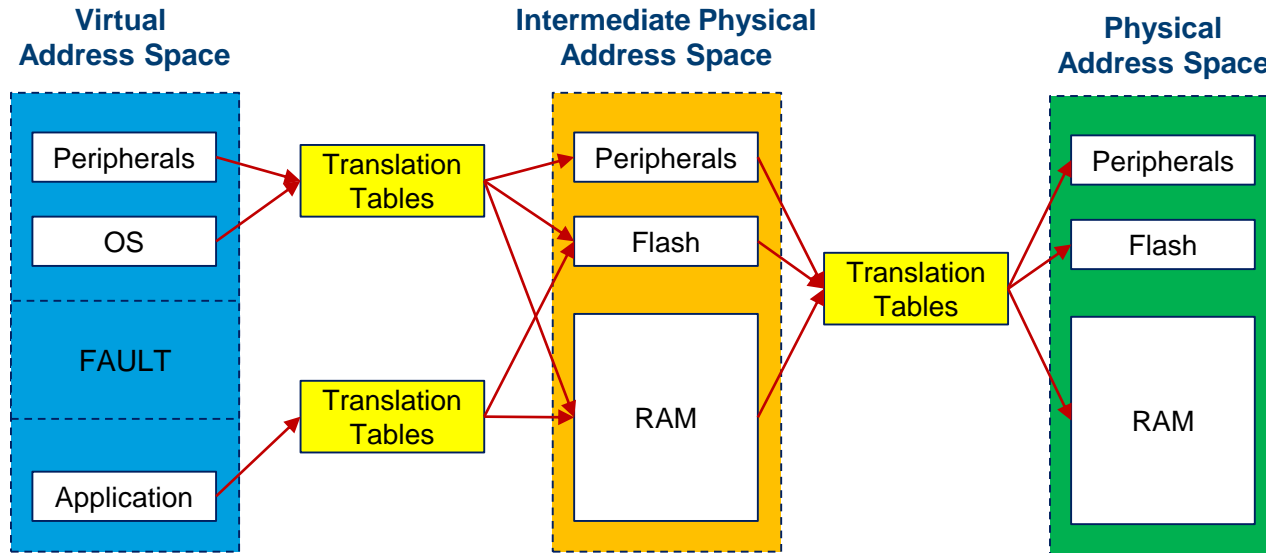 Virtual
Address Space
Peripherals
OS
FAULT
Application
Translation
Tables
Translation
Tables
Intermediate Physical
Address Space
Peripherals
Flash
RAM
Translation
Tables
Physical
Address Space
Peripherals
Flash
RAM